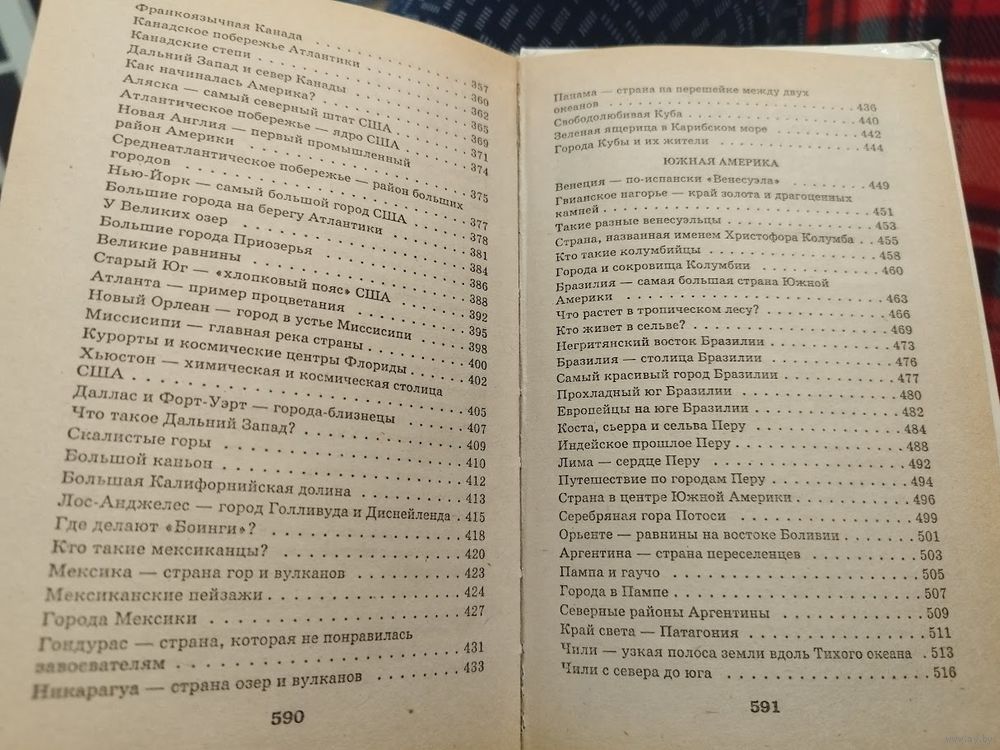 Франкоязычная Канада . . . . . . . . . . 357
Канадское побережье Атлантики . . . . . . 360
Канадские степи . . . . . . . . . . . . 362
Дальний Запад и север Канады . . . . . . 365
Как начиналась Америка? . . . . . . . . 369
Аляска — самый северный штат США . . . . 371
Атлантическое побережье — ядро США . . . 374
Новая Англия — первый промышленный
район Америки . . . . . . . . . . . . 375
Среднеатлантическое побережье — район больших
городов . . . . . . . . . . . . . . . 377
Нью-Йорк — самый большой город США . . . 378
Большие города на берегу Атлантики . . . 381
У Великих озер . . . . . . . . . . . . 384
Большие города Приозерья . . . . . . . . 386
Великие равнины . . . . . . . . . . . . 388
Старый Юг — «хлопковый пояс» США . . . . 392
Атланта — пример процветания . . . . . . 395
Новый Орлеан — город в устье Миссисипи . . 398
Миссисипи — главная река страны . . . . . 400
Курорты и космические центры Флориды . . . 402
Хьюстон — химическая и космическая столица
США . . . . . . . . . . . . . . . . . 405
Даллас и Форт-Уэрт — города-близнецы . . . 407
Что такое Дальний Запад? . . . . . . . . 409
Скалистые горы . . . . . . . . . . . . 410
Большой каньон . . . . . . . . . . . . 412
Большая Калифорнийская долина . . . . . . 413
Лос-Анджелес — город Голливуда и Диснейленда . 415
Где делают «Боинги»? . . . . . . . . . . 418
Кто такие мексиканцы? . . . . . . . . . 420
Мексика — страна гор и вулканов . . . . . 423
Мексиканские пейзажи . . . . . . . . . . 424
Города Мексики . . . . . . . . . . . . 427
Гондурас — страна, которая не понравилась
завоевателям . . . . . . . . . . . . . 431
Никарагуа — страна озер и вулканов . . . . 433
590
Панама — страна на перешейке между двух
океанов . . . . . . . . . . . . . . . 436
Свободолюбивая Куба . . . . . . . . . . 440
Зеленая ящерица в Карибском море . . . . . 442
Города Кубы и их жители . . . . . . . . 444
ЮЖНАЯ АМЕРИКА
Венеция — по-испански «Венесуэла» . . . . 449
Гвианское нагорье — край золота и драгоценных
камней . . . . . . . . . . . . . . . . 451
Такие разные венесуэльцы . . . . . . . . 453
Страна, названная именем Христофора Колумба . . 455
Кто такие колумбийцы . . . . . . . . . . 458
Города и сокровища Колумбии . . . . . . . 460
Бразилия — самая большая страна Южной
Америки . . . . . . . . . . . . . . . 463
Что растет в тропическом лесу? . . . . . . 466
Кто живет в сельве? . . . . . . . . . . 469
Негритянский восток Бразилии . . . . . . 473
Бразилия — столица Бразилии . . . . . . . 476
Самый красивый город Бразилии . . . . . . 477
Прохладный юг Бразилии . . . . . . . . . 480
Европейцы на юге Бразилии . . . . . . . . 482
Коста, сьерра и сельва Перу . . . . . . . 484
Индейское прошлое Перу . . . . . . . . . 488
Лима — сердце Перу . . . . . . . . . . . 492
Путешествие по городам Перу . . . . . . . 494
Страна в центре Южной Америки . . . . . . 496
Серебряная гора Потоси . . . . . . . . . 499
Орьенте — равнины на востоке Боливии . . . 501
Аргентина — страна переселенцев . . . . . 503
Пампа и гаучо . . . . . . . . . . . . . 505
Города в Пампе . . . . . . . . . . . . 507
Северные районы Аргентины . . . . . . . . 509
Край света — Патагония . . . . . . . . . 511
Чили — узкая полоса земли вдоль Тихого океана . 513
Чили с севера до юга . . . . . . . . . . 516
591
www.av.by